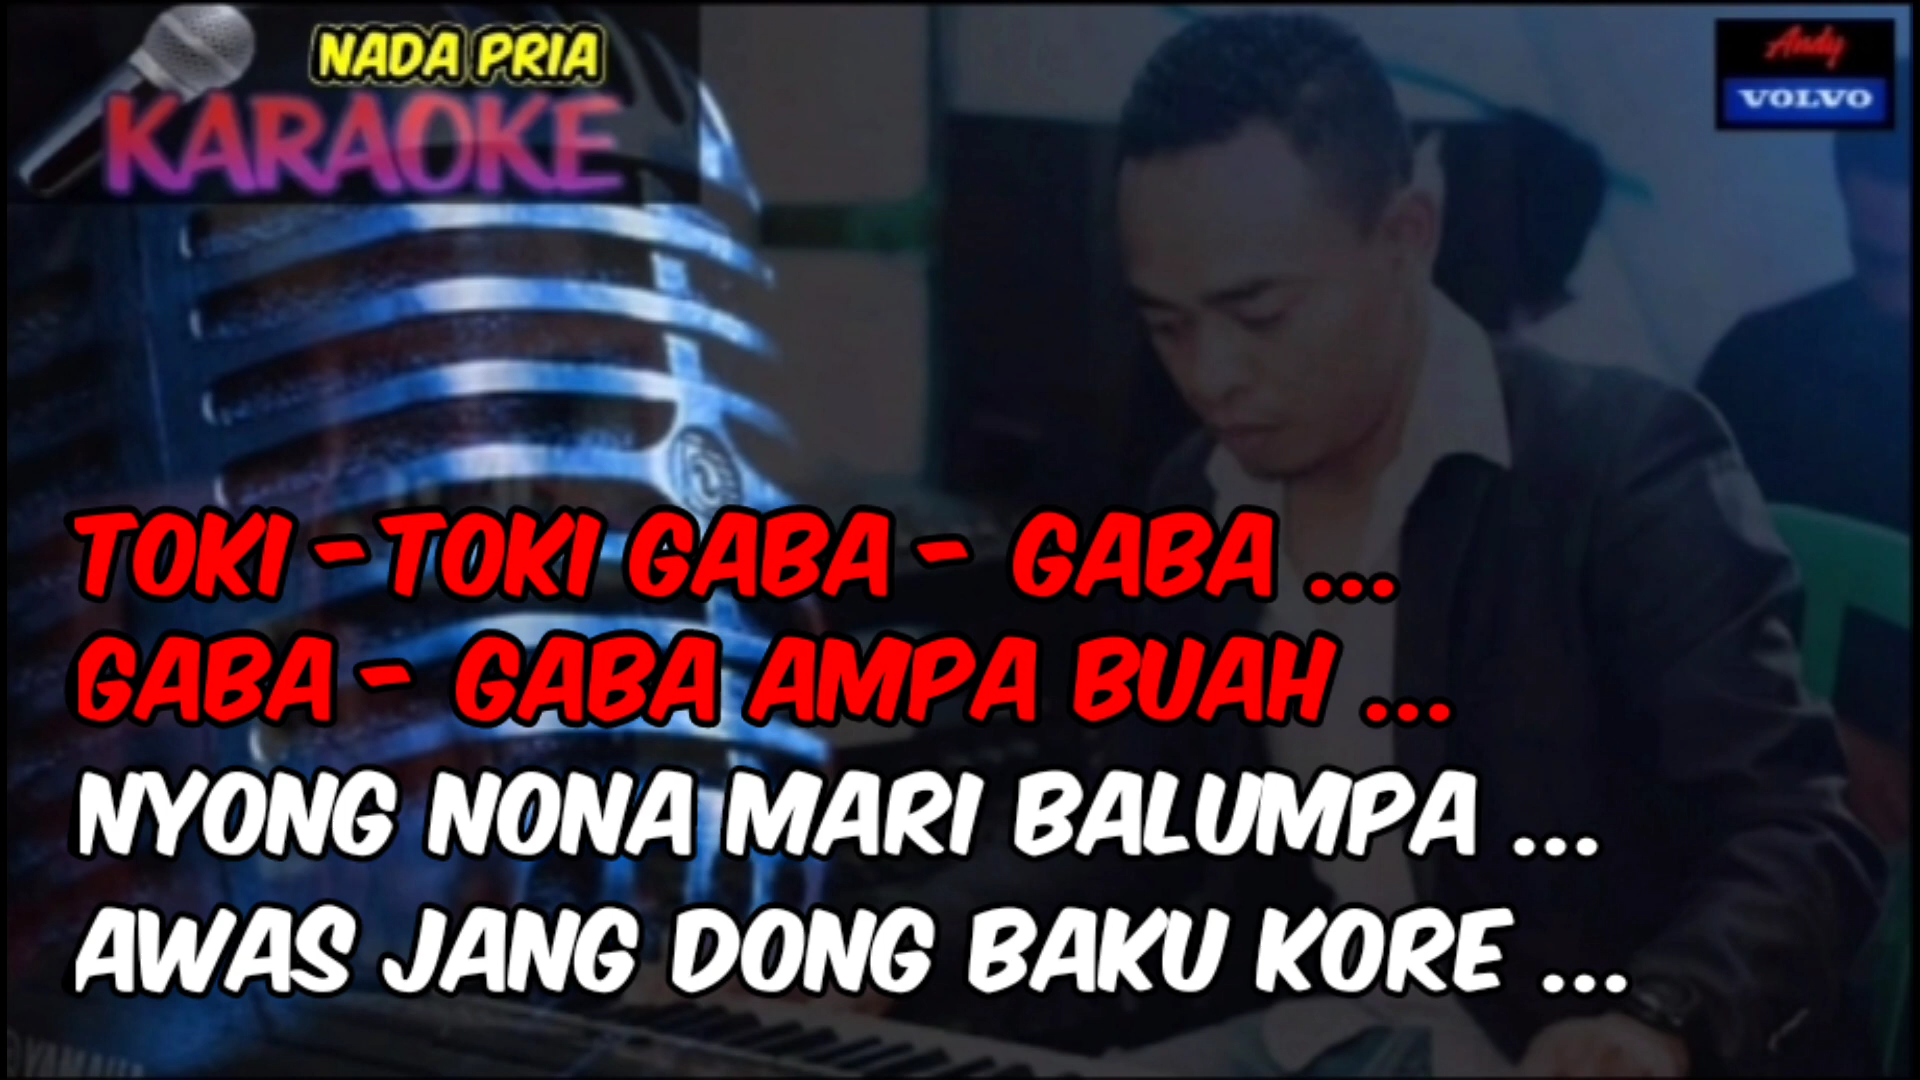 NADA PRIA
KARAOKE
Andy
VOLVO
TOKI - TOKI GABA - GABA ...
GABA - GABA AMPA BUAH ...
NYONG NONA MARI BALUMPA ...
AWAS JANG DONG BAKU KORE ...
YAMAHA